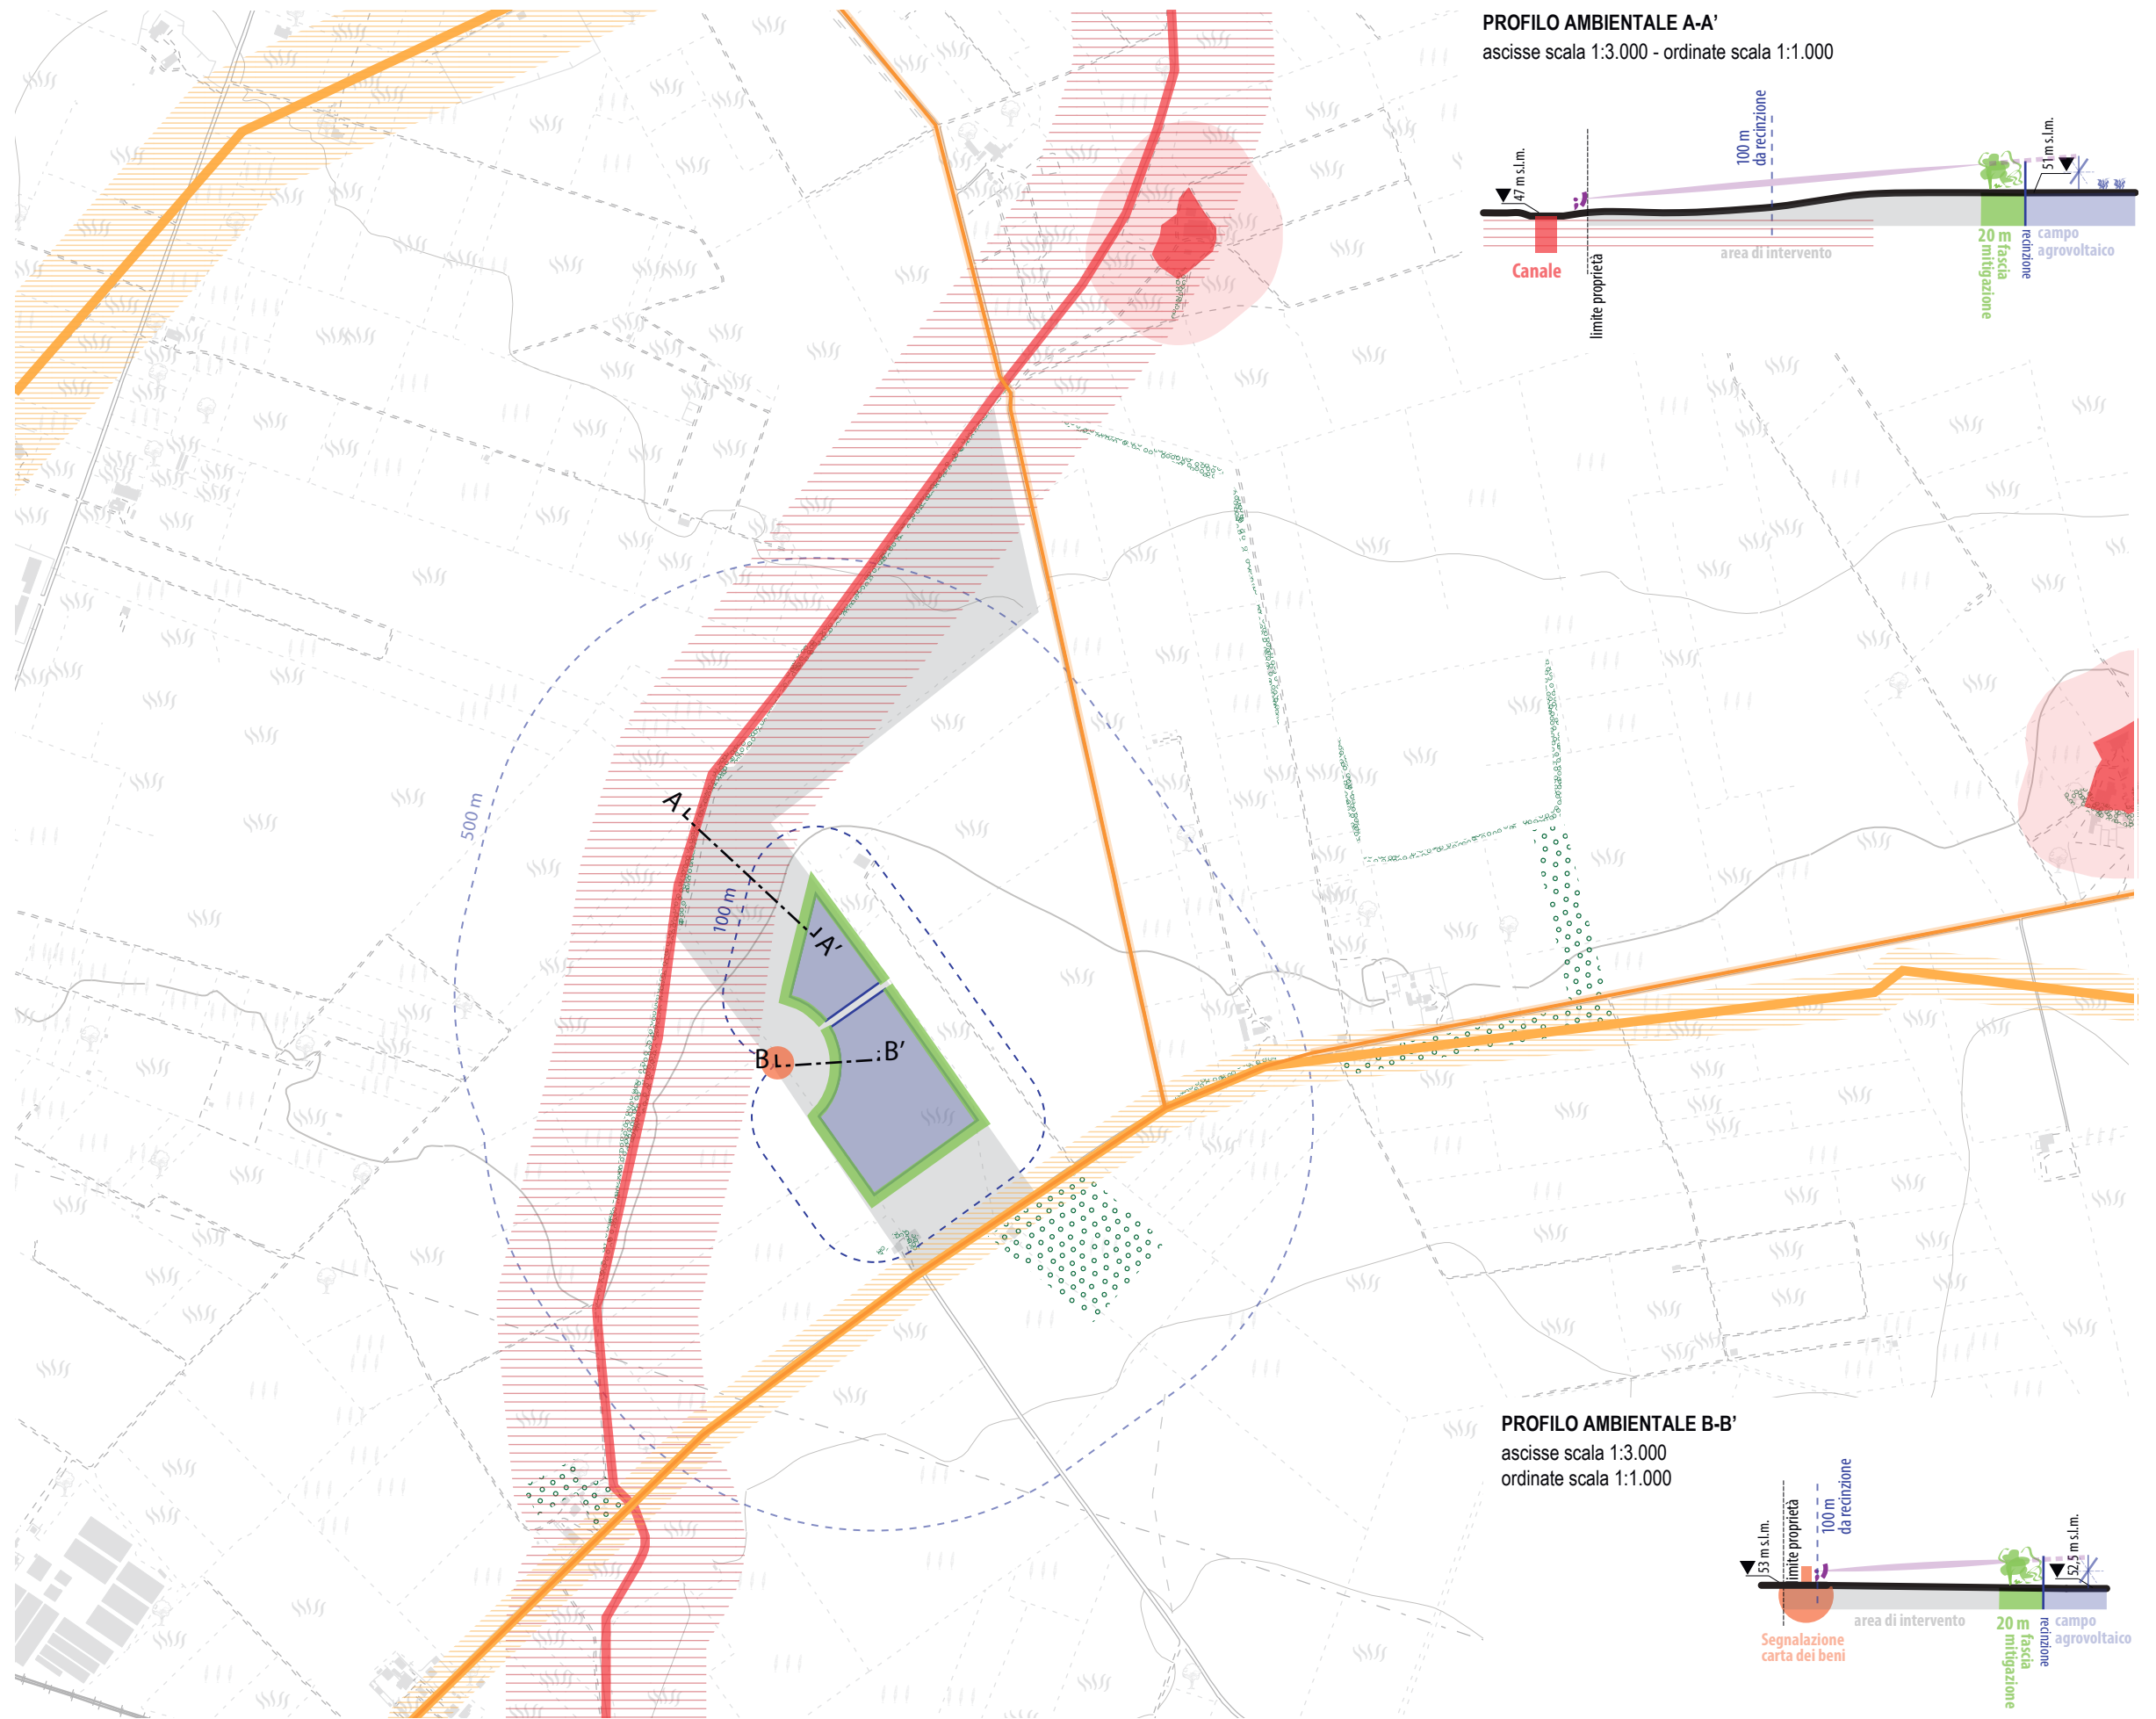 PROFILO AMBIENTALE A-A’
ascisse scala 1:3.000 - ordinate scala 1:1.000
47 m s.l.m.
100 m
da recinzione
51 m s.l.m.
Canale
limite proprietà
area di intervento
20 m fascia
mitigazione
recinzione
campo
agrovoltaico
500 m
A
100 m
A’
B
B’
PROFILO AMBIENTALE B-B’
ascisse scala 1:3.000
ordinate scala 1:1.000
53 m s.l.m.
limite proprietà
100 m
da recinzione
52,5 m s.l.m.
Segnalazione
carta dei beni
area di intervento
20 m fascia
mitigazione
recinzione
campo
agrovoltaico